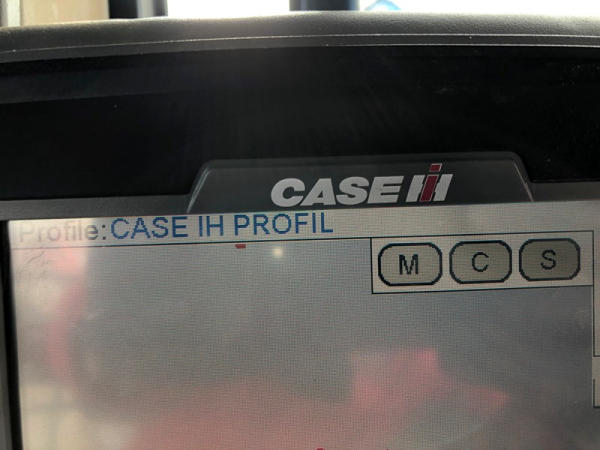 CASE IH
Profile:CASE IH PROFIL
M C S